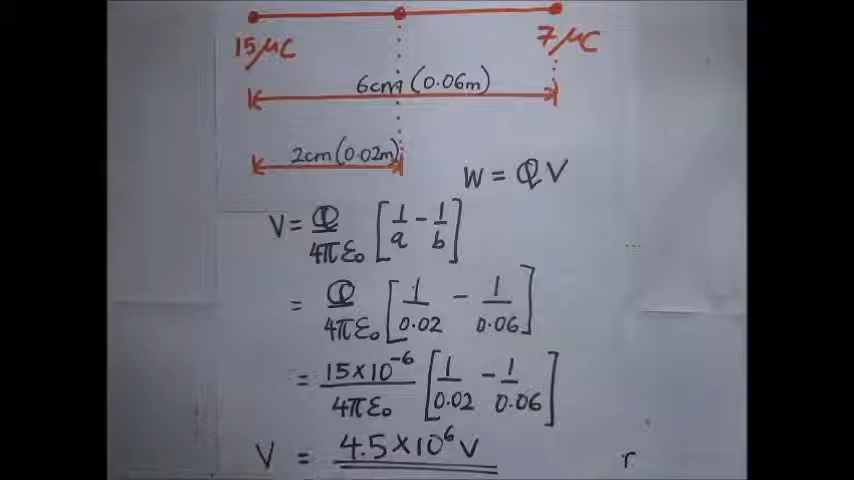 15μC 7μC
6cm (0.06m)
2cm (0.02m)
W = QV
V = Q/4πε₀ [1/a - 1/b]
= Q/4πε₀ [1/0.02 - 1/0.06]
= 15×10⁻⁶/4πε₀ [1/0.02 - 1/0.06]
V = 4.5×10⁶V
r